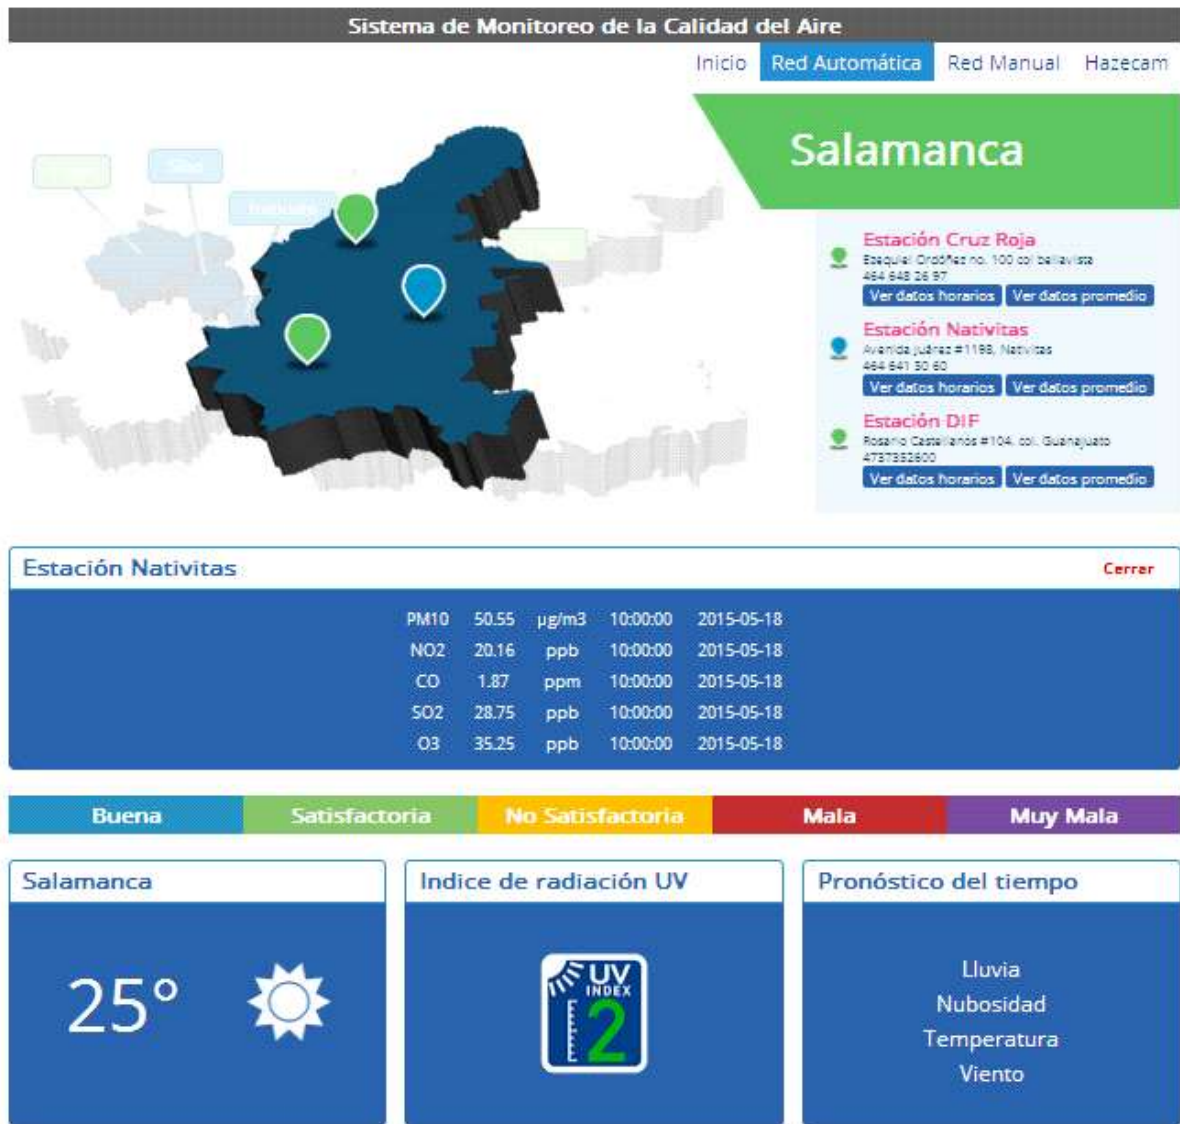 Sistema de Monitoreo de la Calidad del Aire
Inicio Red Automática Red Manual Hazecam
Salamanca
Estación Cruz Roja
Ezequiel Ordóñez no. 100 col bellavista
464 648 26 97
Ver datos horarios Ver datos promedio
Estación Nativitas
Avenida Juárez #1198, Nativitas
464 641 30 60
Ver datos horarios Ver datos promedio
Estación DIF
Rosario Castellanos #104, col. Guanajuato
4737352600
Ver datos horarios Ver datos promedio
Estación Nativitas Cerrar
PM10 50.55 µg/m3 10:00:00 2015-05-18
NO2 20.16 ppb 10:00:00 2015-05-18
CO 1.87 ppm 10:00:00 2015-05-18
SO2 28.75 ppb 10:00:00 2015-05-18
O3 35.25 ppb 10:00:00 2015-05-18
Buena Satisfactoria No Satisfactoria Mala Muy Mala
Salamanca
25°
Indice de radiación UV
UV
INDEX
2
Pronóstico del tiempo
Lluvia
Nubosidad
Temperatura
Viento